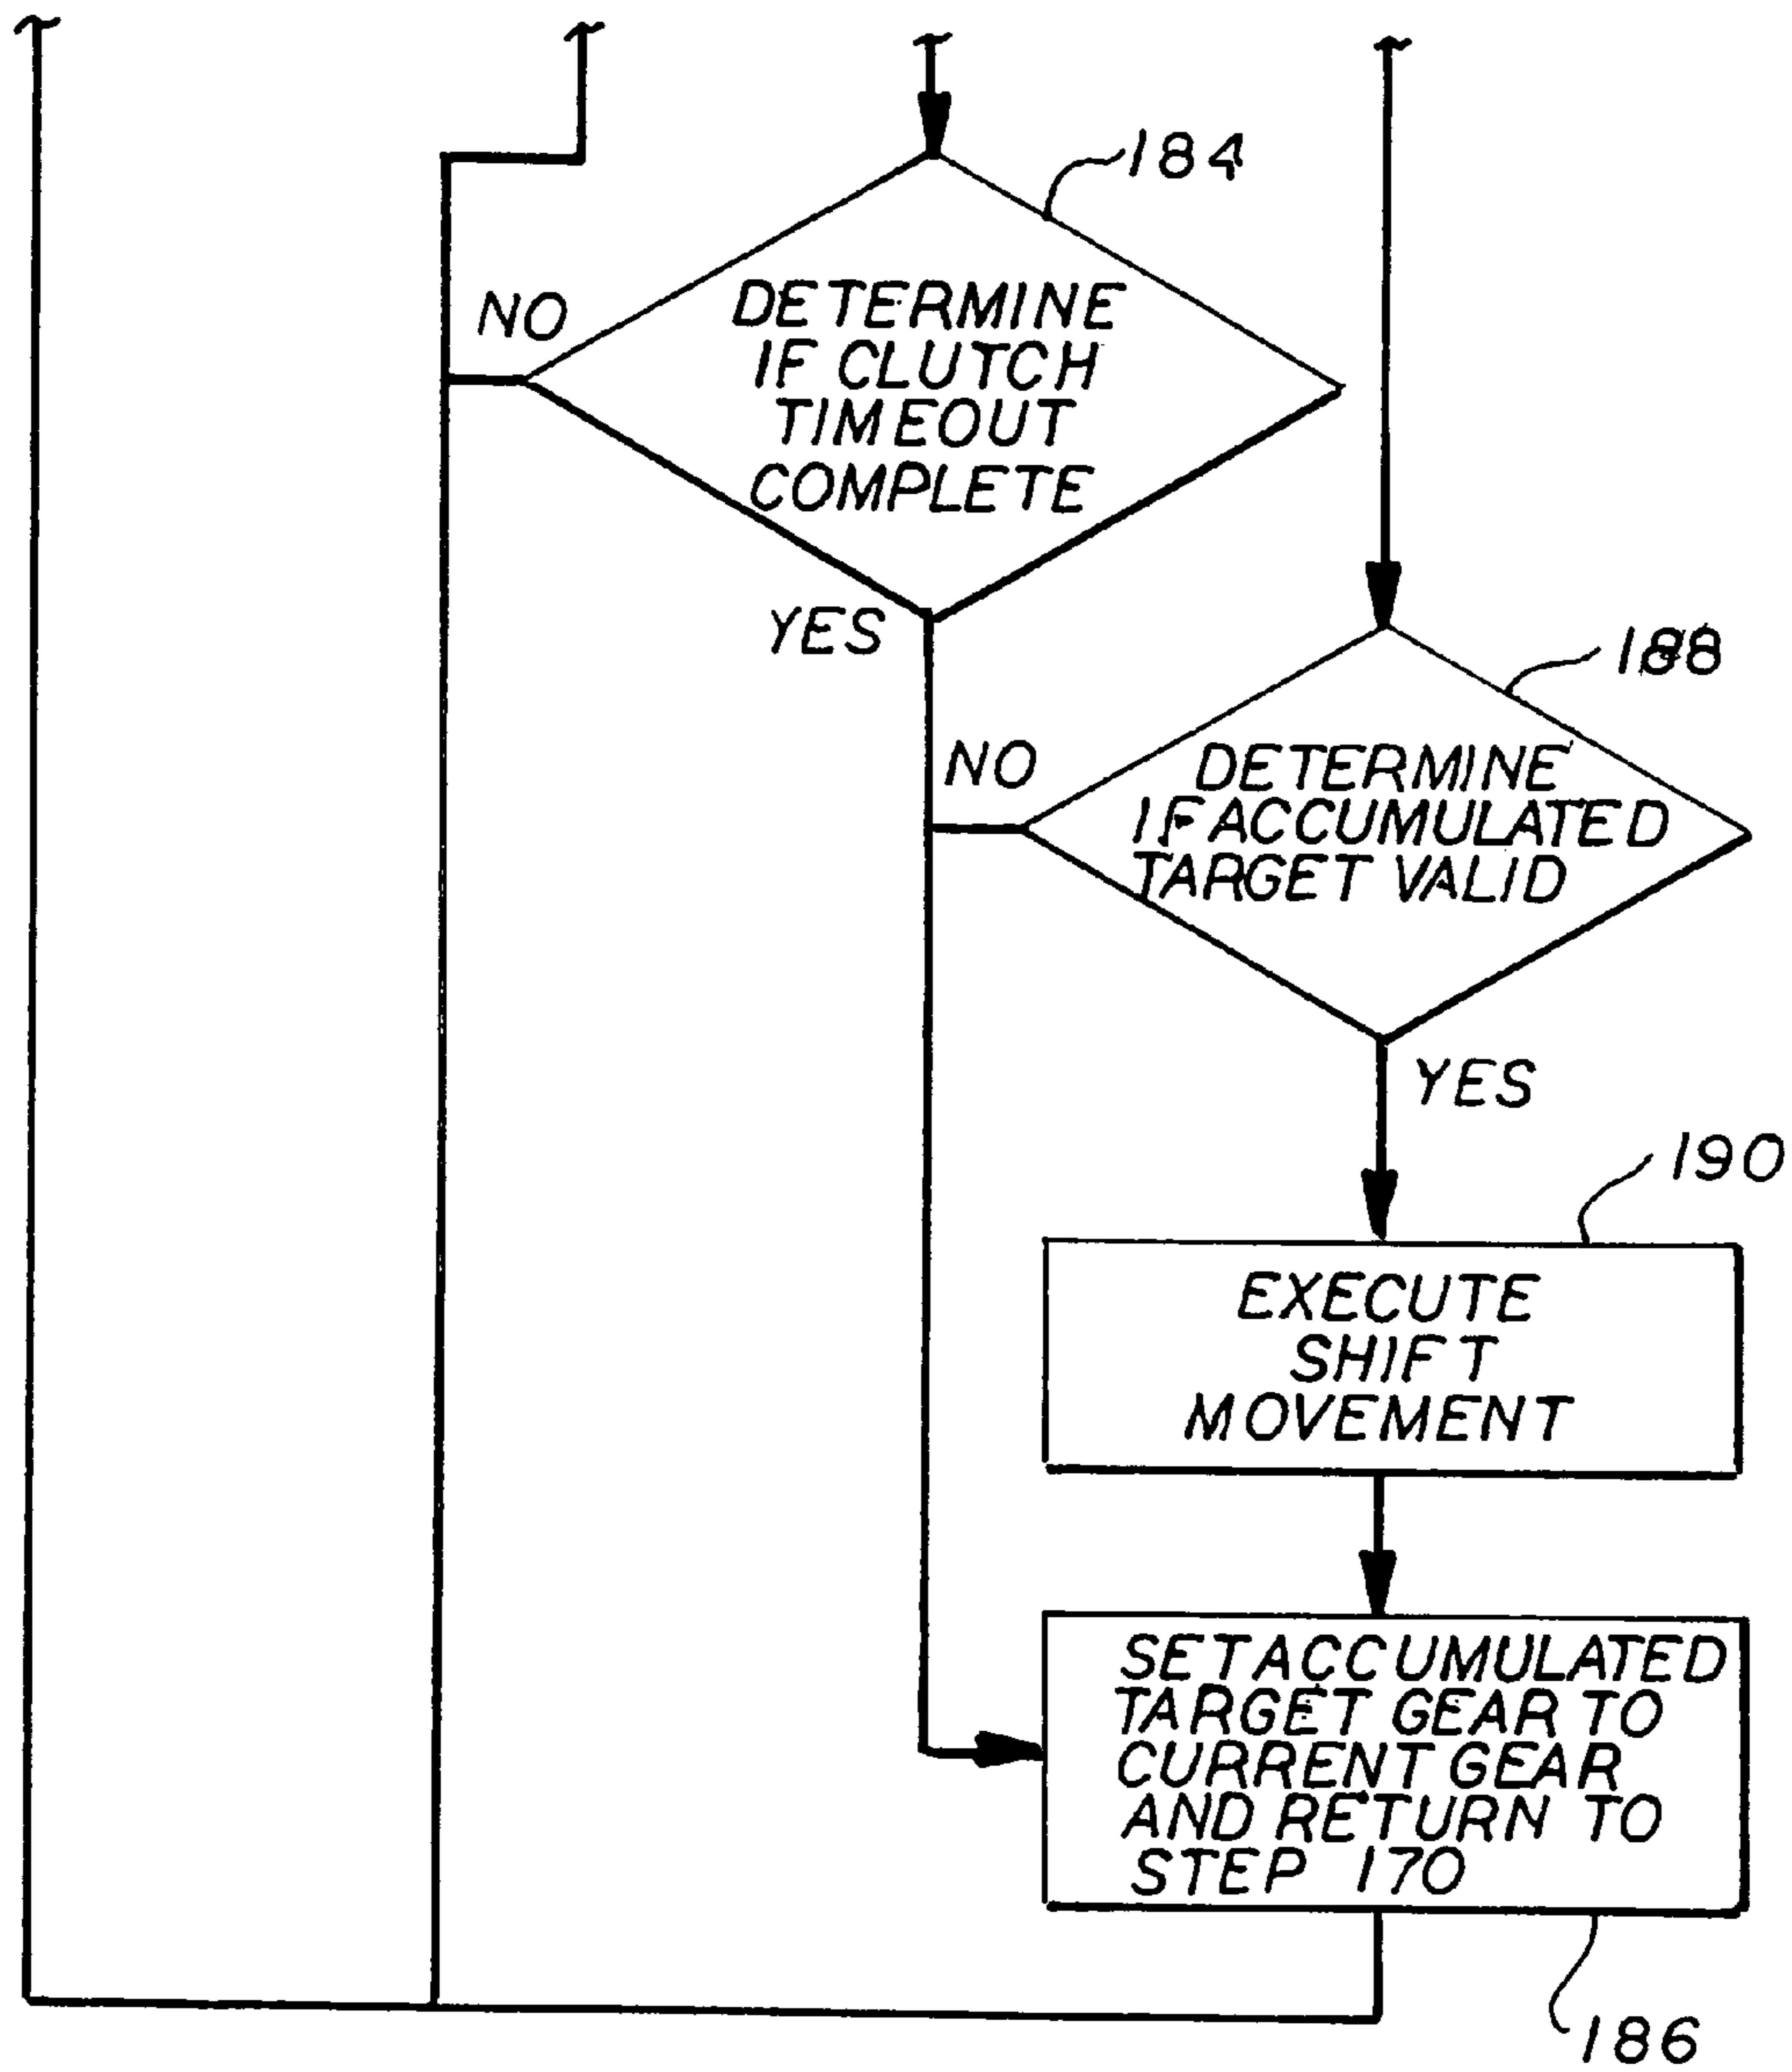 184
NO
DETERMINE
IF CLUTCH
TIMEOUT
COMPLETE
YES
188
NO
DETERMINE
IF ACCUMULATED
TARGET VALID
YES
190
EXECUTE
SHIFT
MOVEMENT
SET ACCUMULATED
TARGET GEAR TO
CURRENT GEAR
AND RETURN TO
STEP 170
186